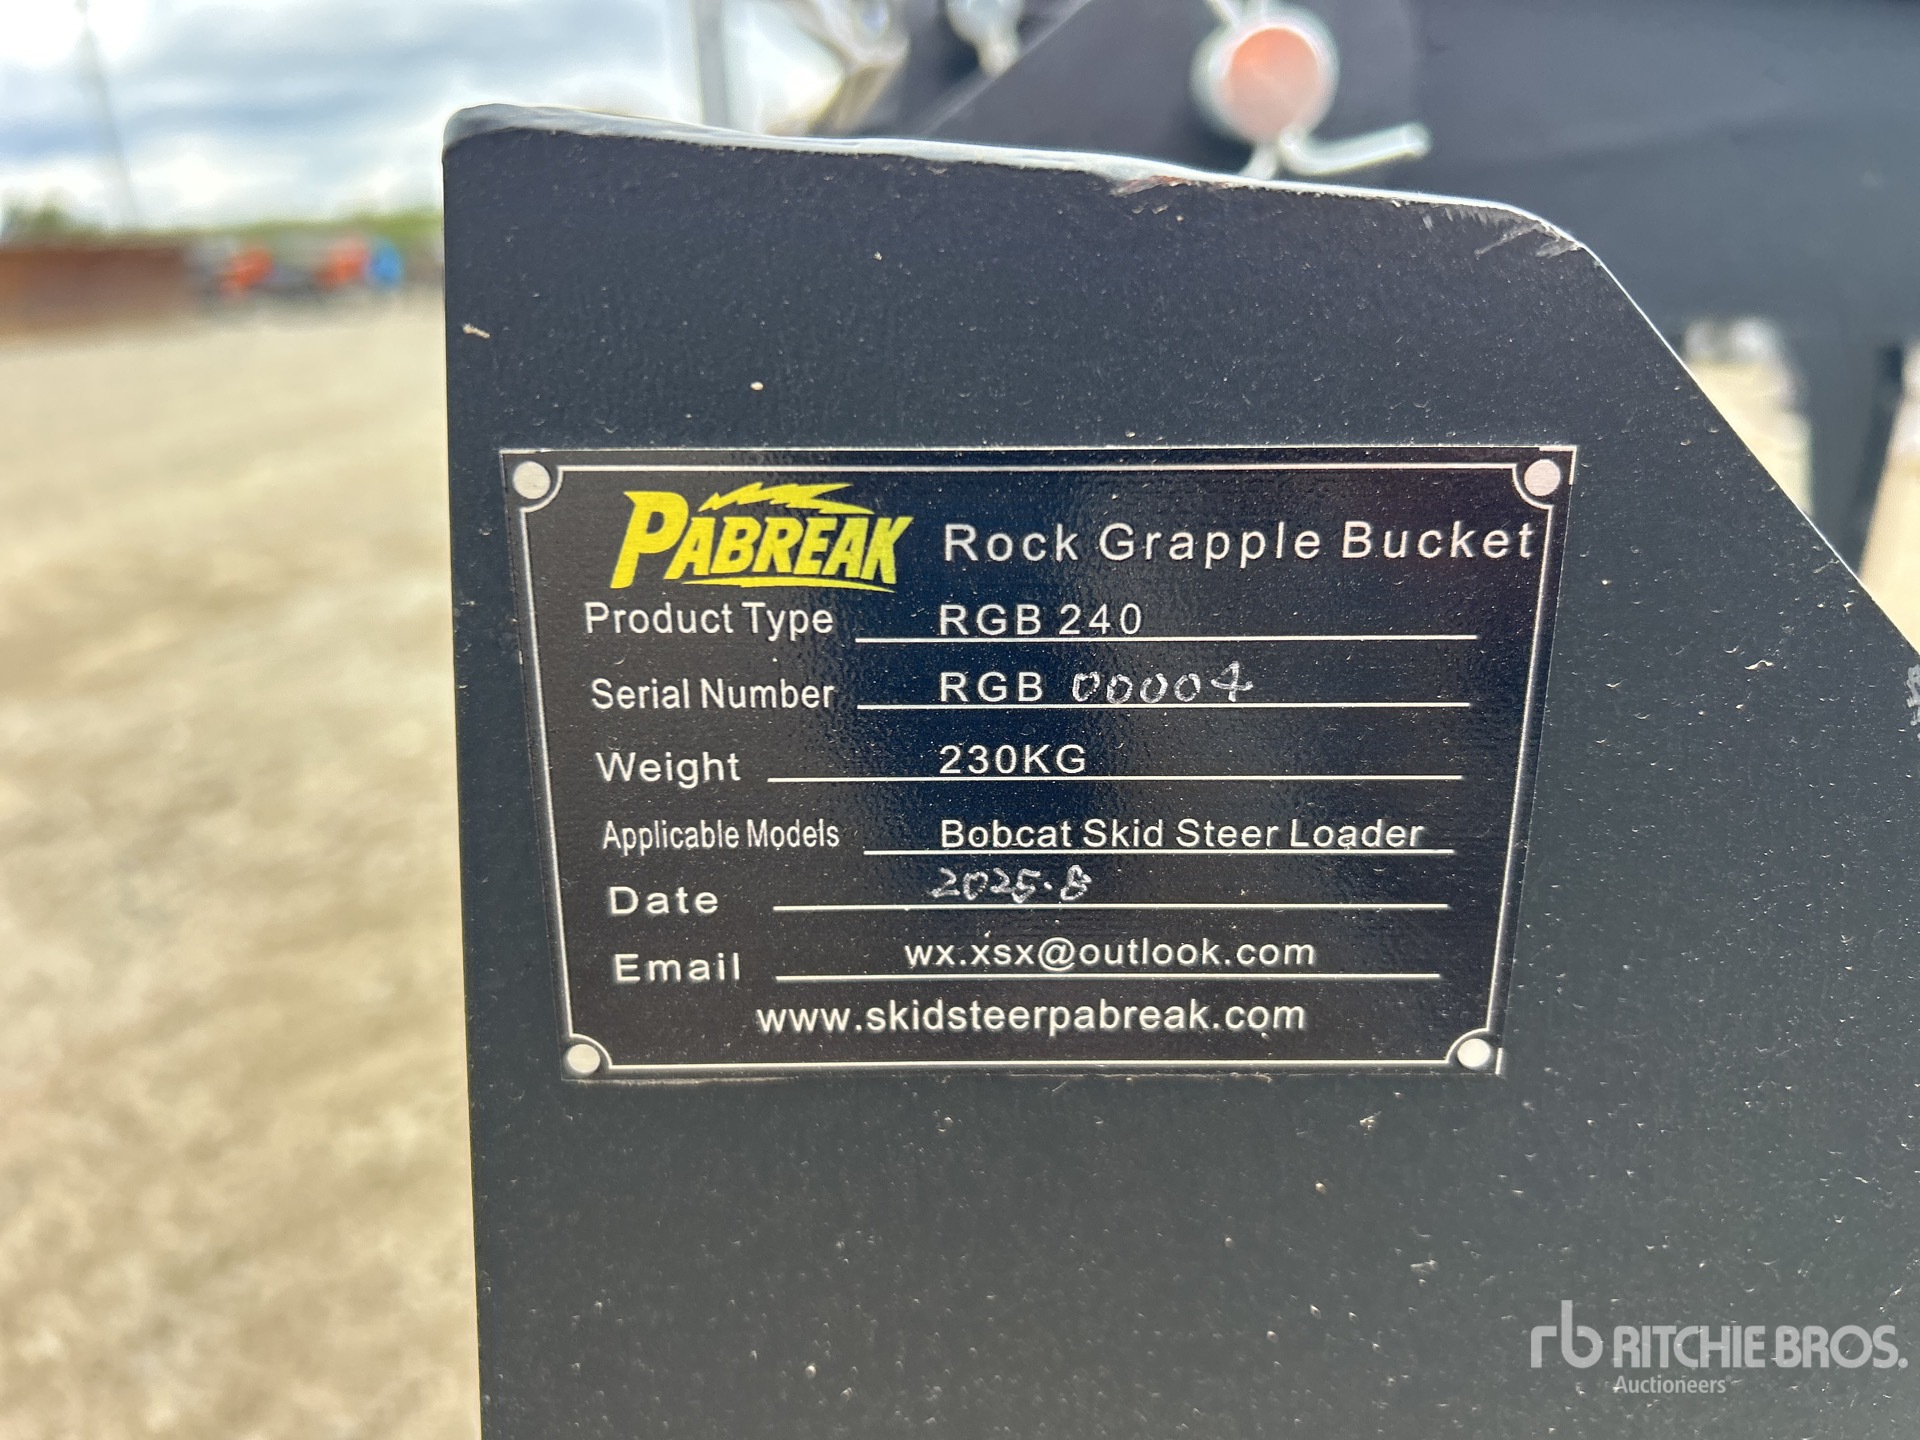 PABREAK Rock Grapple Bucket
Product Type RGB 240
Serial Number RGB 00004
Weight 230KG
Applicable Models Bobcat Skid Steer Loader
Date 2025.8
Email wx.xsx@outlook.com
www.skidsteerpabreak.com
rb RITCHIE BROS.
Auctioneers